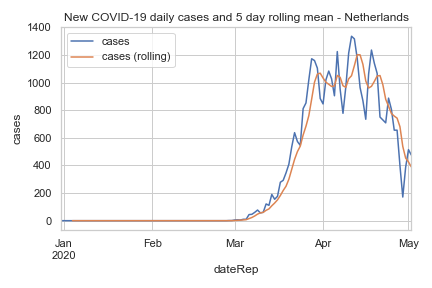 New COVID-19 daily cases and 5 day rolling mean - Netherlands
1400
1200
1000
800
600
400
200
0
cases
cases
cases (rolling)
Jan
2020
Feb
Mar
Apr
May
dateRep